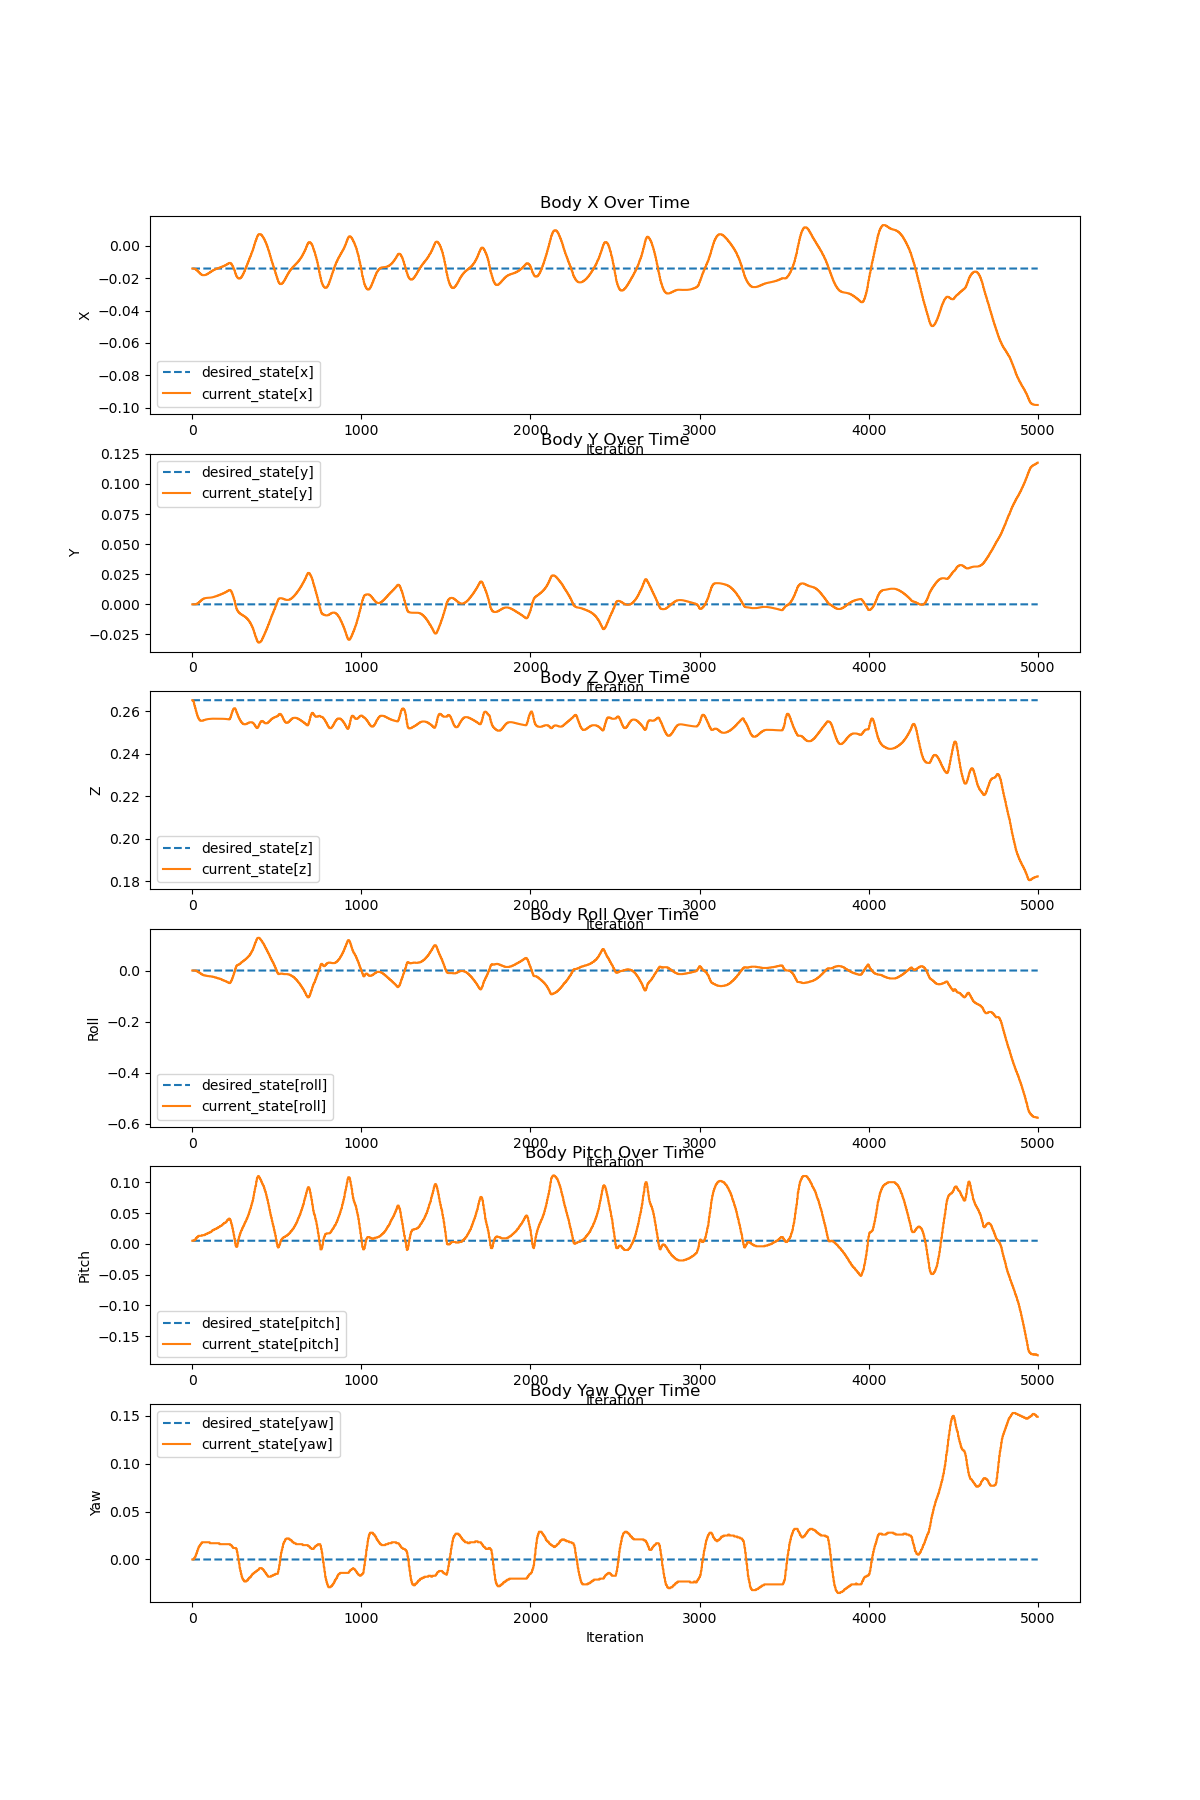 Body X Over Time
0.00
−0.02
−0.04
−0.06
−0.08
−0.10
X
desired_state[x]
current_state[x]
0 1000 2000 3000 4000 5000
Iteration
Body Y Over Time
0.125
0.100
0.075
0.050
0.025
0.000
−0.025
Y
desired_state[y]
current_state[y]
0 1000 2000 3000 4000 5000
Iteration
Body Z Over Time
0.26
0.24
0.22
0.20
0.18
Z
desired_state[z]
current_state[z]
0 1000 2000 3000 4000 5000
Iteration
Body Roll Over Time
0.0
−0.2
−0.4
−0.6
Roll
desired_state[roll]
current_state[roll]
0 1000 2000 3000 4000 5000
Iteration
Body Pitch Over Time
0.10
0.05
0.00
−0.05
−0.10
−0.15
Pitch
desired_state[pitch]
current_state[pitch]
0 1000 2000 3000 4000 5000
Iteration
Body Yaw Over Time
0.15
0.10
0.05
0.00
Yaw
desired_state[yaw]
current_state[yaw]
0 1000 2000 3000 4000 5000
Iteration